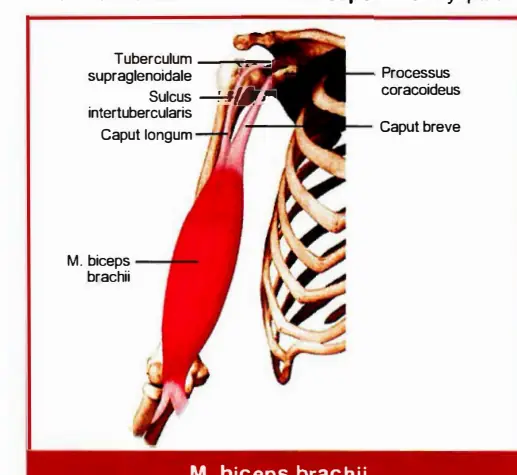 Tuberculum
supraglenoidale
Sulcus
intertubercularis
Caput longum
Processus
coracoideus
Caput breve
M. biceps
brachii
M. biceps brachii